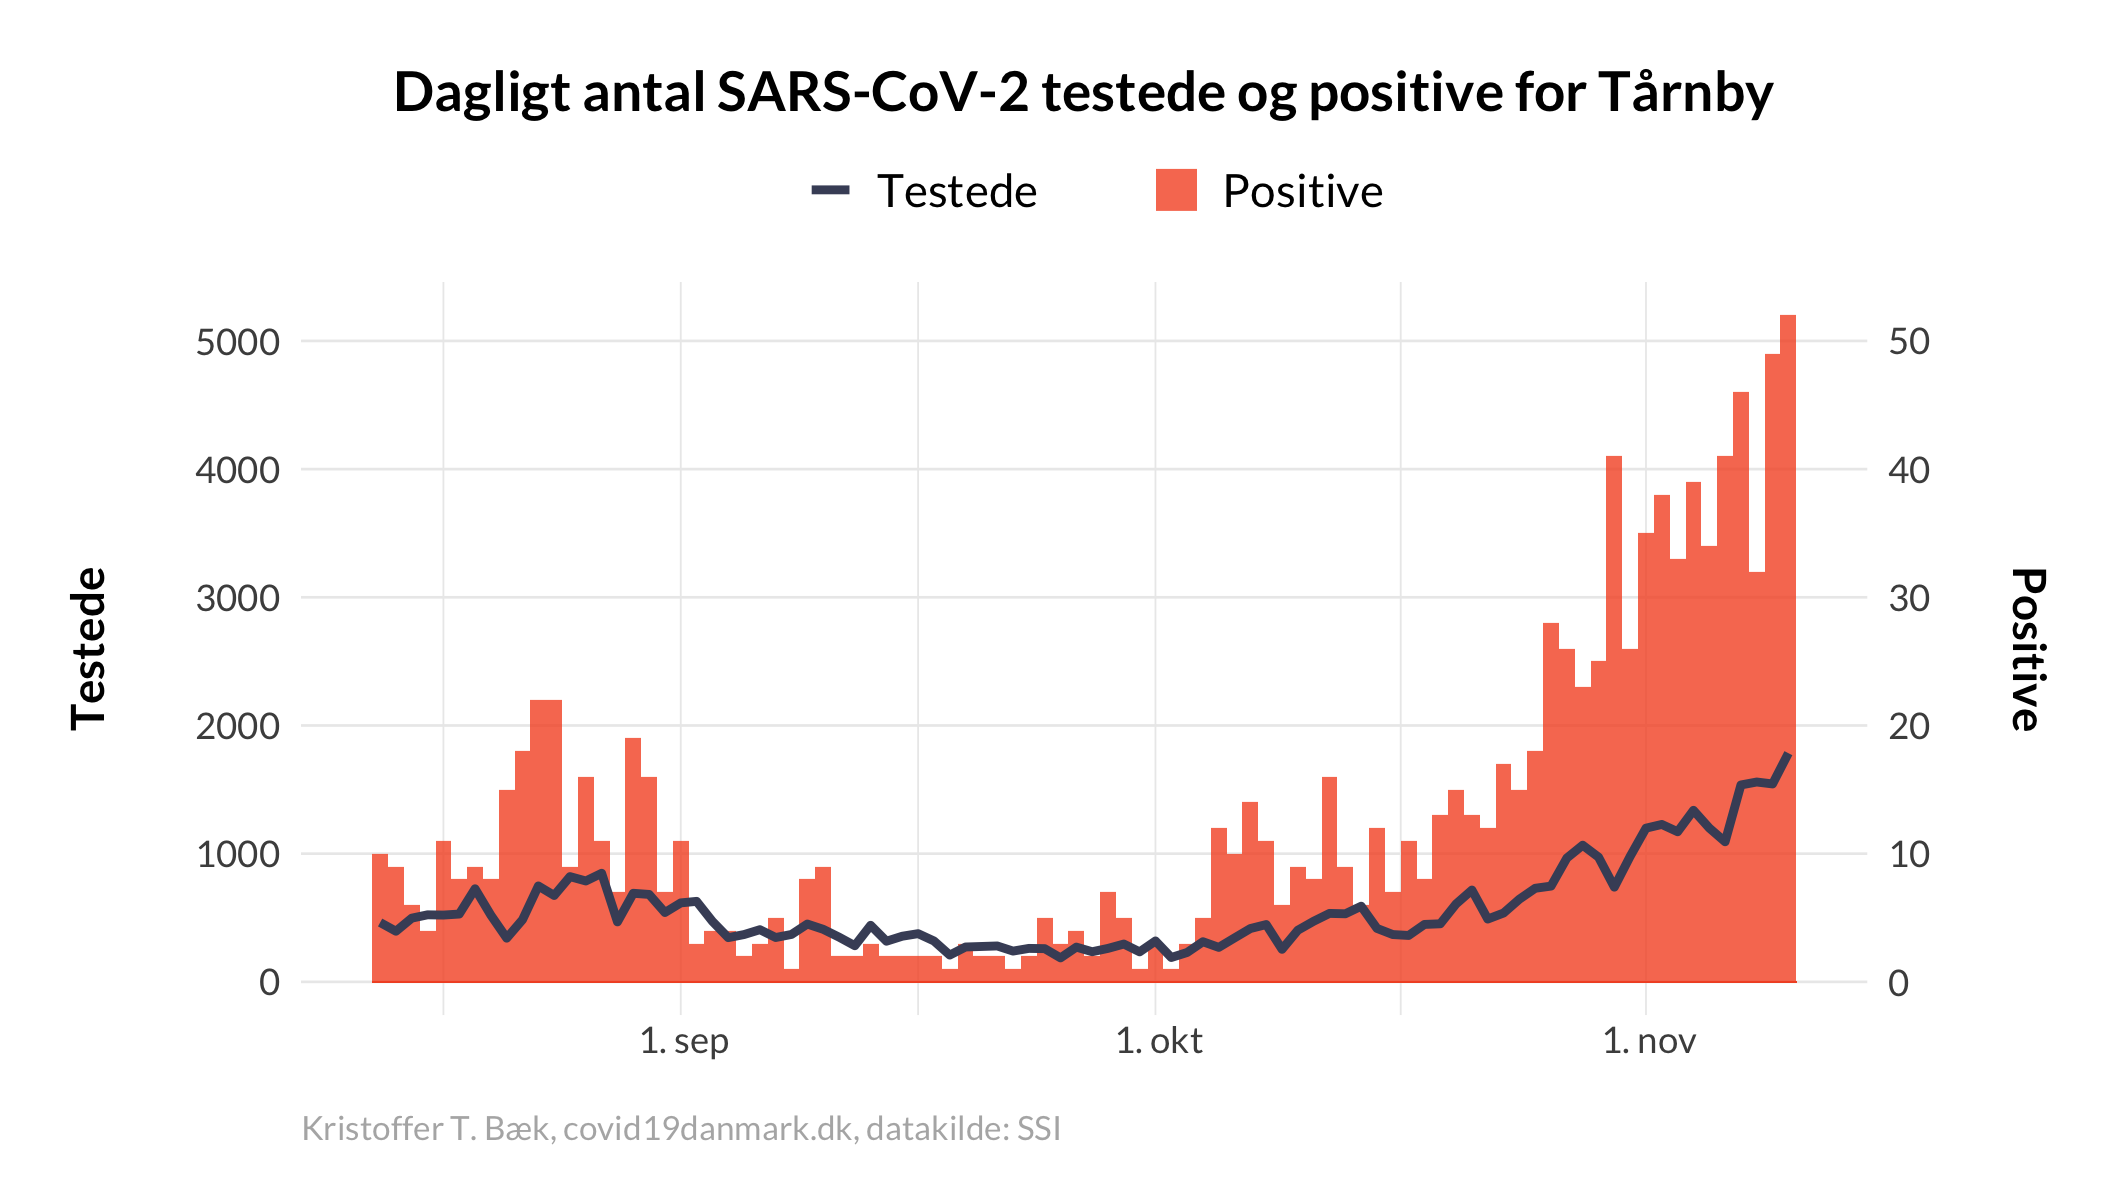 Dagligt antal SARS-CoV-2 testede og positive for Tårnby
Testede
Positive
5000
4000
3000
2000
1000
0
Testede
50
40
30
20
10
0
Positive
1. sep
1. okt
1. nov
Kristoffer T. Bæk, covid19danmark.dk, datakilde: SSI